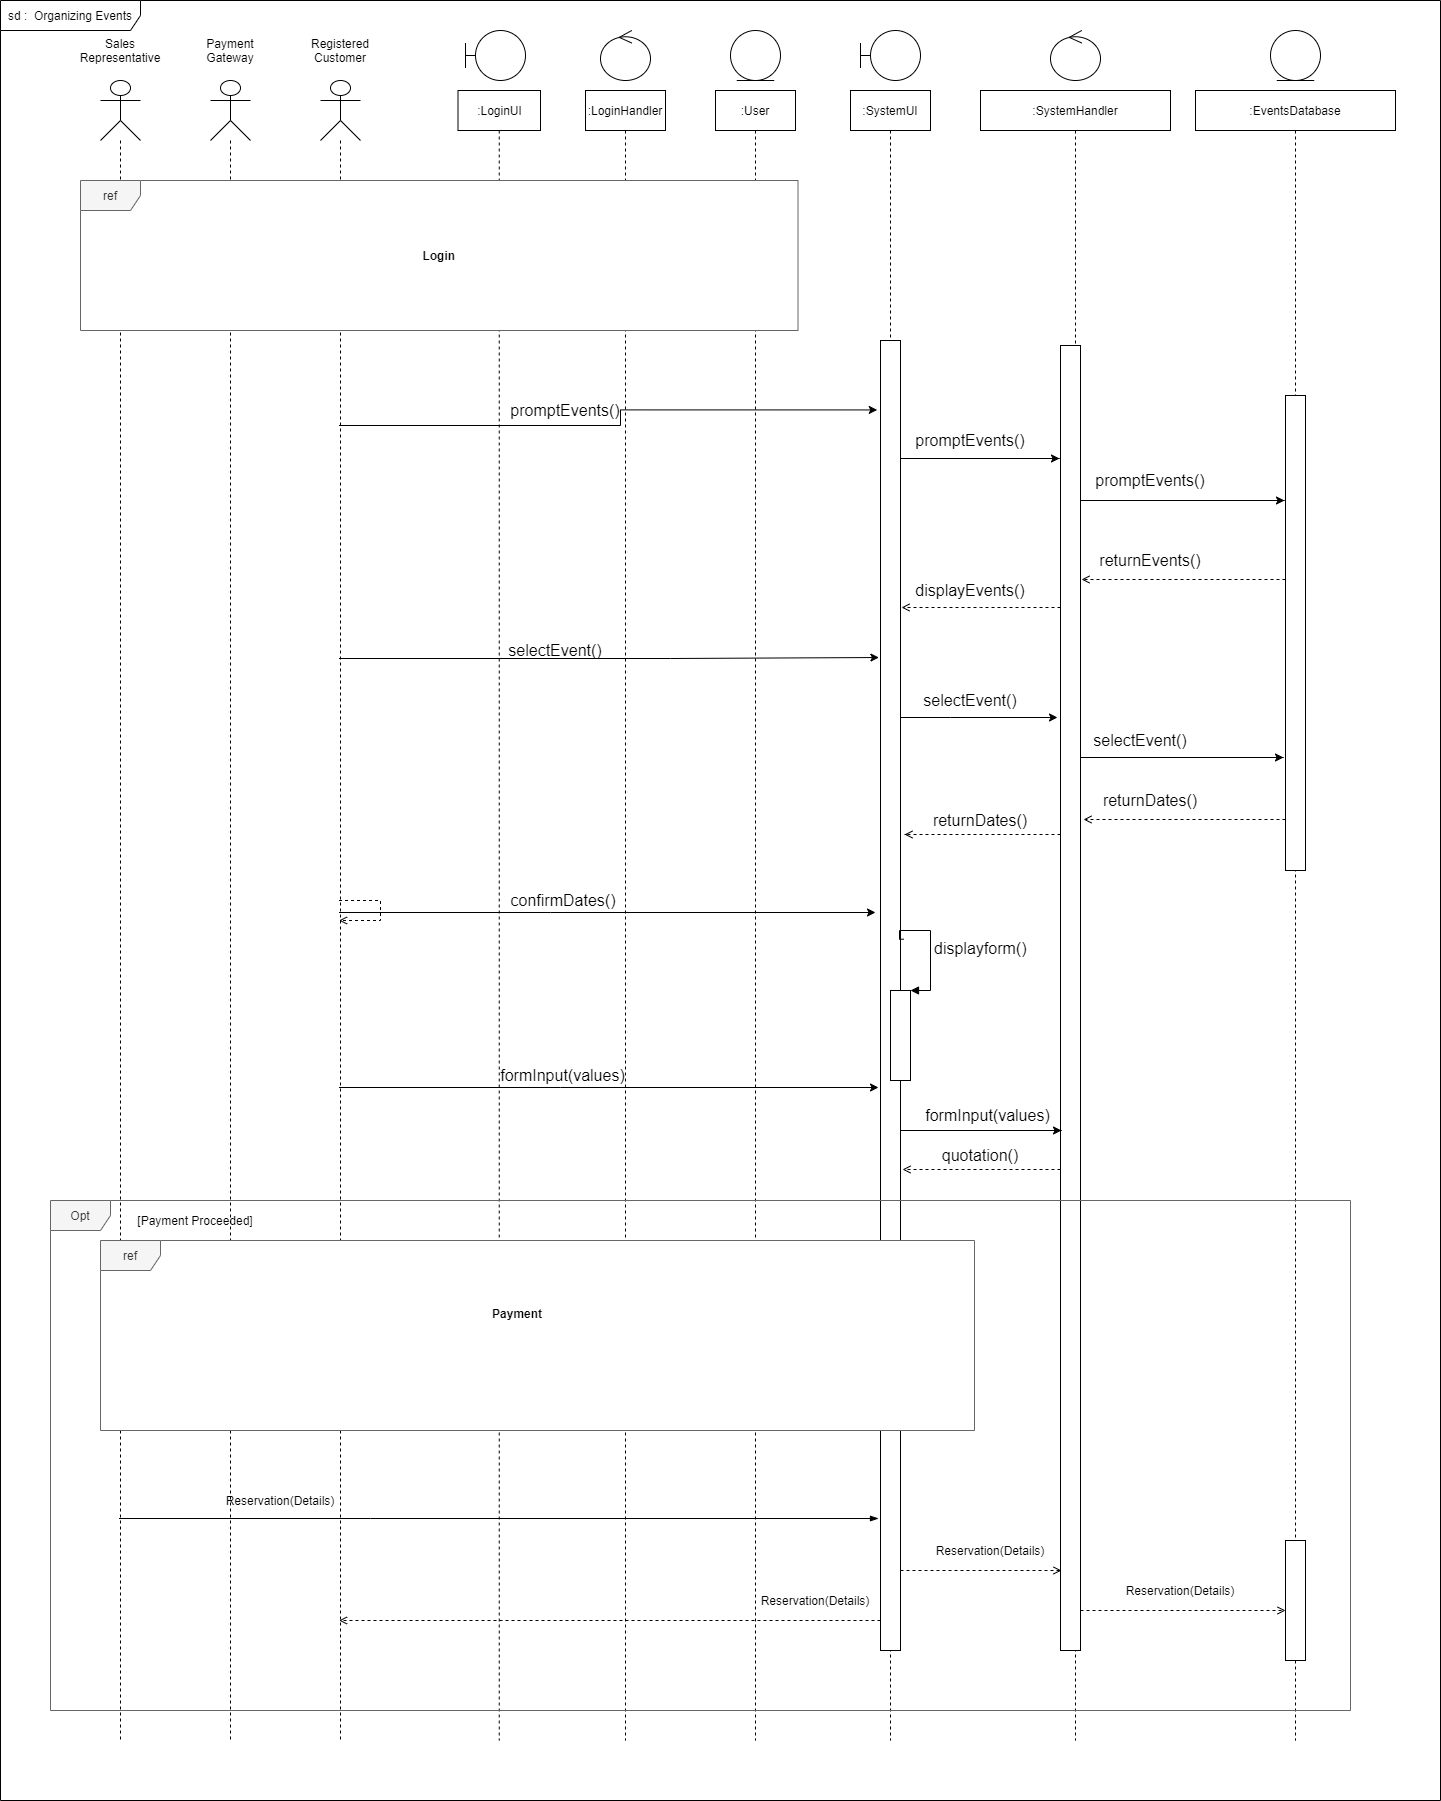 sd :  Organizing Events
Sales
Representative
Payment
Gateway
Registered
Customer
:LoginUI
:LoginHandler
:User
:SystemUI
:SystemHandler
:EventsDatabase
ref
Login
promptEvents()
promptEvents()
promptEvents()
returnEvents()
displayEvents()
selectEvent()
selectEvent()
selectEvent()
returnDates()
returnDates()
confirmDates()
displayform()
formInput(values)
formInput(values)
quotation()
Opt
[Payment Proceeded]
ref
Payment
Reservation(Details)
Reservation(Details)
Reservation(Details)
Reservation(Details)